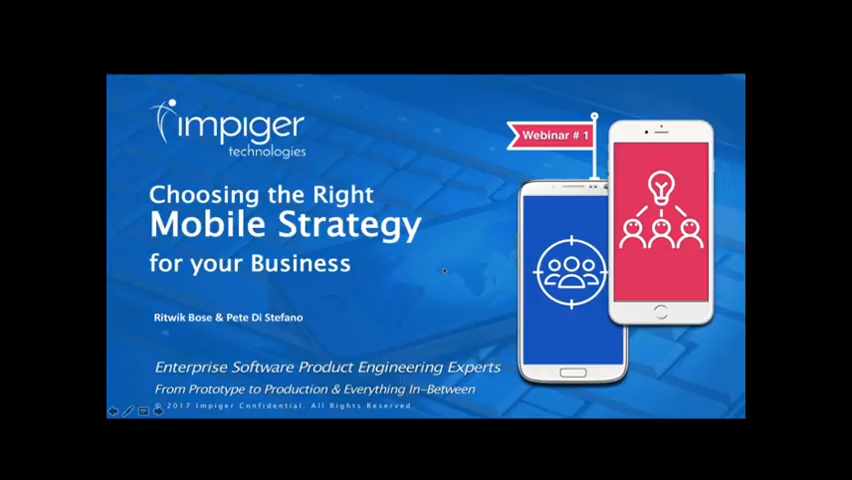 impiger
technologies
Webinar # 1
Choosing the Right
Mobile Strategy
for your Business
Ritwik Bose & Pete Di Stefano
Enterprise Software Product Engineering Experts
From Prototype to Production & Everything In-Between
© 2017 Impiger Confidential. All Rights Reserved.